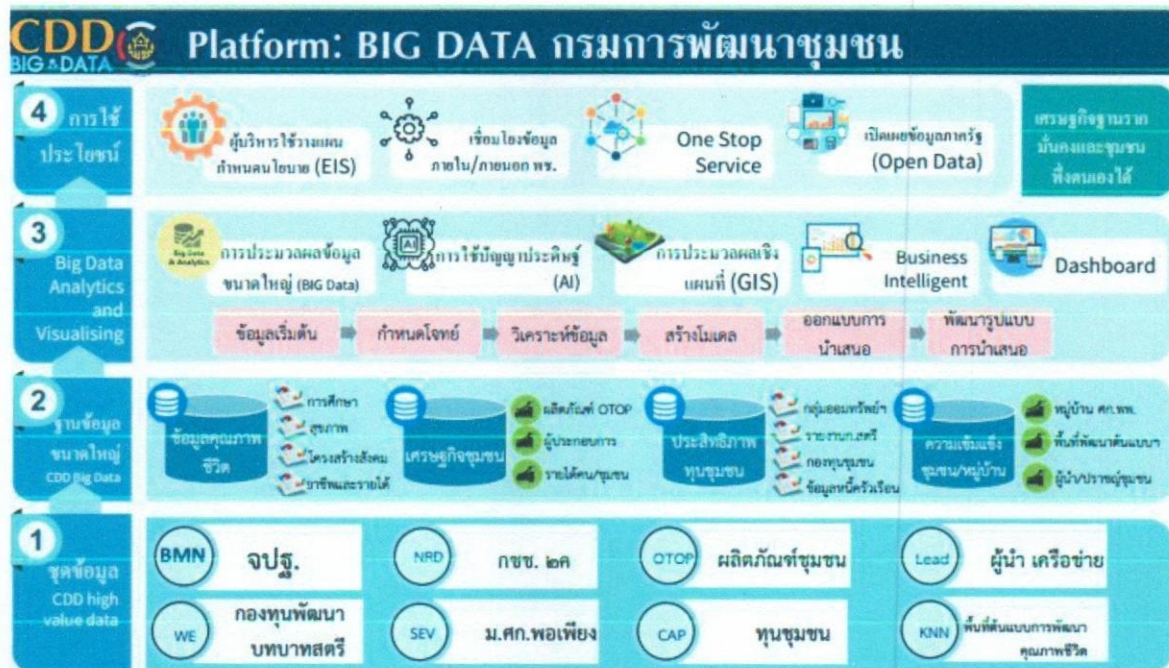 CDD
BIG DATA
Platform: BIG DATA กรมการพัฒนาชุมชน
4 การใช้
ประโยชน์
ผู้บริหารใช้วางแผน
กำหนดนโยบาย (EIS)
เชื่อมโยงข้อมูล
ภายใน/ภายนอก พช.
One Stop
Service
เปิดเผยข้อมูลภาครัฐ
(Open Data)
เศรษฐกิจฐานราก
มั่นคงและชุมชน
พึ่งตนเองได้
3
Big Data
Analytics
and
Visualising
Big Data
& Analytics
การประมวลผลข้อมูล
ขนาดใหญ่ (BIG Data)
AI
การใช้ปัญญาประดิษฐ์
(AI)
การประมวลผลเชิง
แผนที่ (GIS)
Business
Intelligent
Dashboard
ข้อมูลเริ่มต้น
กำหนดโจทย์
วิเคราะห์ข้อมูล
สร้างโมเดล
ออกแบบการ
นำเสนอ
พัฒนารูปแบบ
การนำเสนอ
2
ฐานข้อมูล
ขนาดใหญ่
CDD Big Data
ข้อมูลคุณภาพ
ชีวิต
การศึกษา
สุขภาพ
โครงสร้างสังคม
อาชีพและรายได้
เศรษฐกิจชุมชน
ผลิตภัณฑ์ OTOP
ผู้ประกอบการ
รายได้คน/ชุมชน
ประสิทธิภาพ
ทุนชุมชน
กลุ่มออมทรัพย์ฯ
รายงานก.สตรี
กองทุนชุมชน
ข้อมูลหนี้ครัวเรือน
ความเข้มแข็ง
ชุมชน/หมู่บ้าน
หมู่บ้าน ศก.พพ.
พื้นที่พัฒนาต้นแบบฯ
ผู้นำ/ปราชญ์ชุมชน
1
ชุดข้อมูล
CDD high
value data
BMN จปฐ.
NRD กชช. ๒ค
OTOP ผลิตภัณฑ์ชุมชน
Lead ผู้นำ เครือข่าย
WE กองทุนพัฒนา
บทบาทสตรี
SEV ม.ศก.พอเพียง
CAP ทุนชุมชน
KNN พื้นที่ต้นแบบการพัฒนา
คุณภาพชีวิต